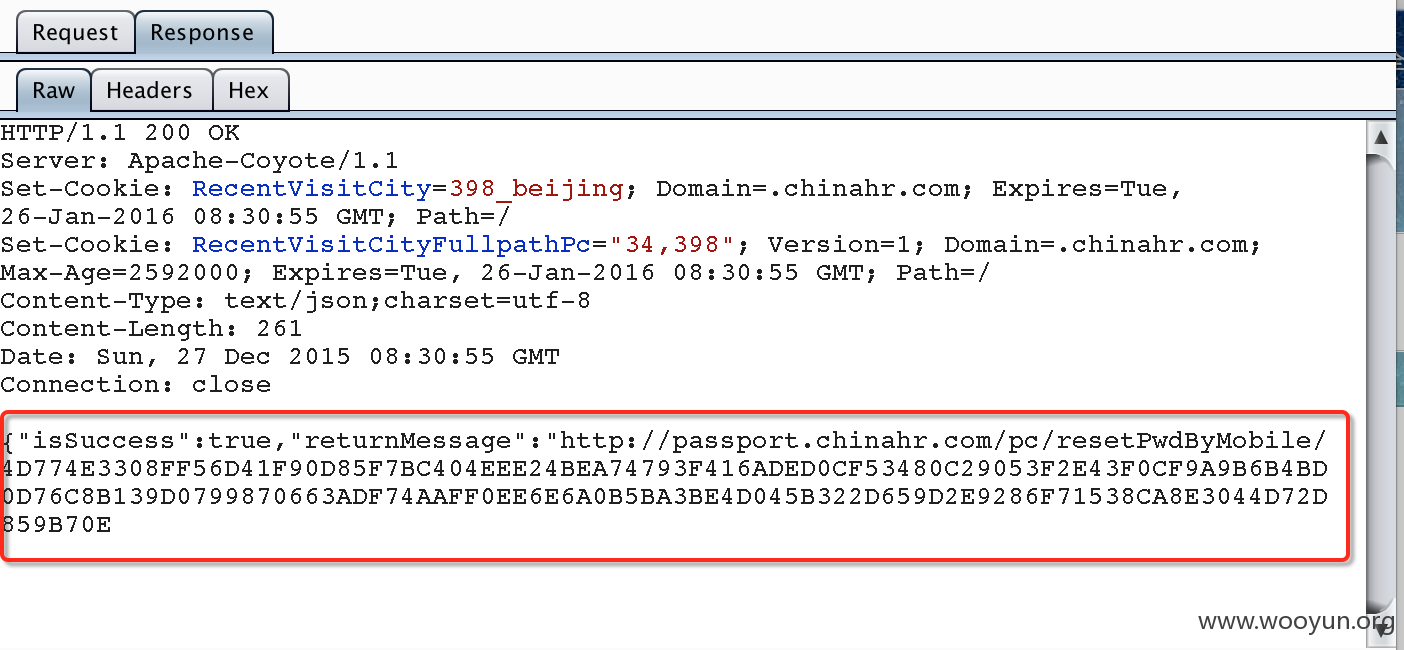 Request Response
Raw Headers Hex
HTTP/1.1 200 OK
Server: Apache-Coyote/1.1
Set-Cookie: RecentVisitCity=398_beijing; Domain=.chinahr.com; Expires=Tue,
26-Jan-2016 08:30:55 GMT; Path=/
Set-Cookie: RecentVisitCityFullpathPc="34,398"; Version=1; Domain=.chinahr.com;
Max-Age=2592000; Expires=Tue, 26-Jan-2016 08:30:55 GMT; Path=/
Content-Type: text/json;charset=utf-8
Content-Length: 261
Date: Sun, 27 Dec 2015 08:30:55 GMT
Connection: close
{"isSuccess":true,"returnMessage":"http://passport.chinahr.com/pc/resetPwdByMobile/
4D774E3308FF56D41F90D85F7BC404EEE24BEA74793F416ADED0CF53480C29053F2E43F0CF9A9B6B4BD
0D76C8B139D0799870663ADF74AAFF0EE6E6A0B5BA3BE4D045B322D659D2E9286F71538CA8E3044D72D
859B70E
www.wooyun.org